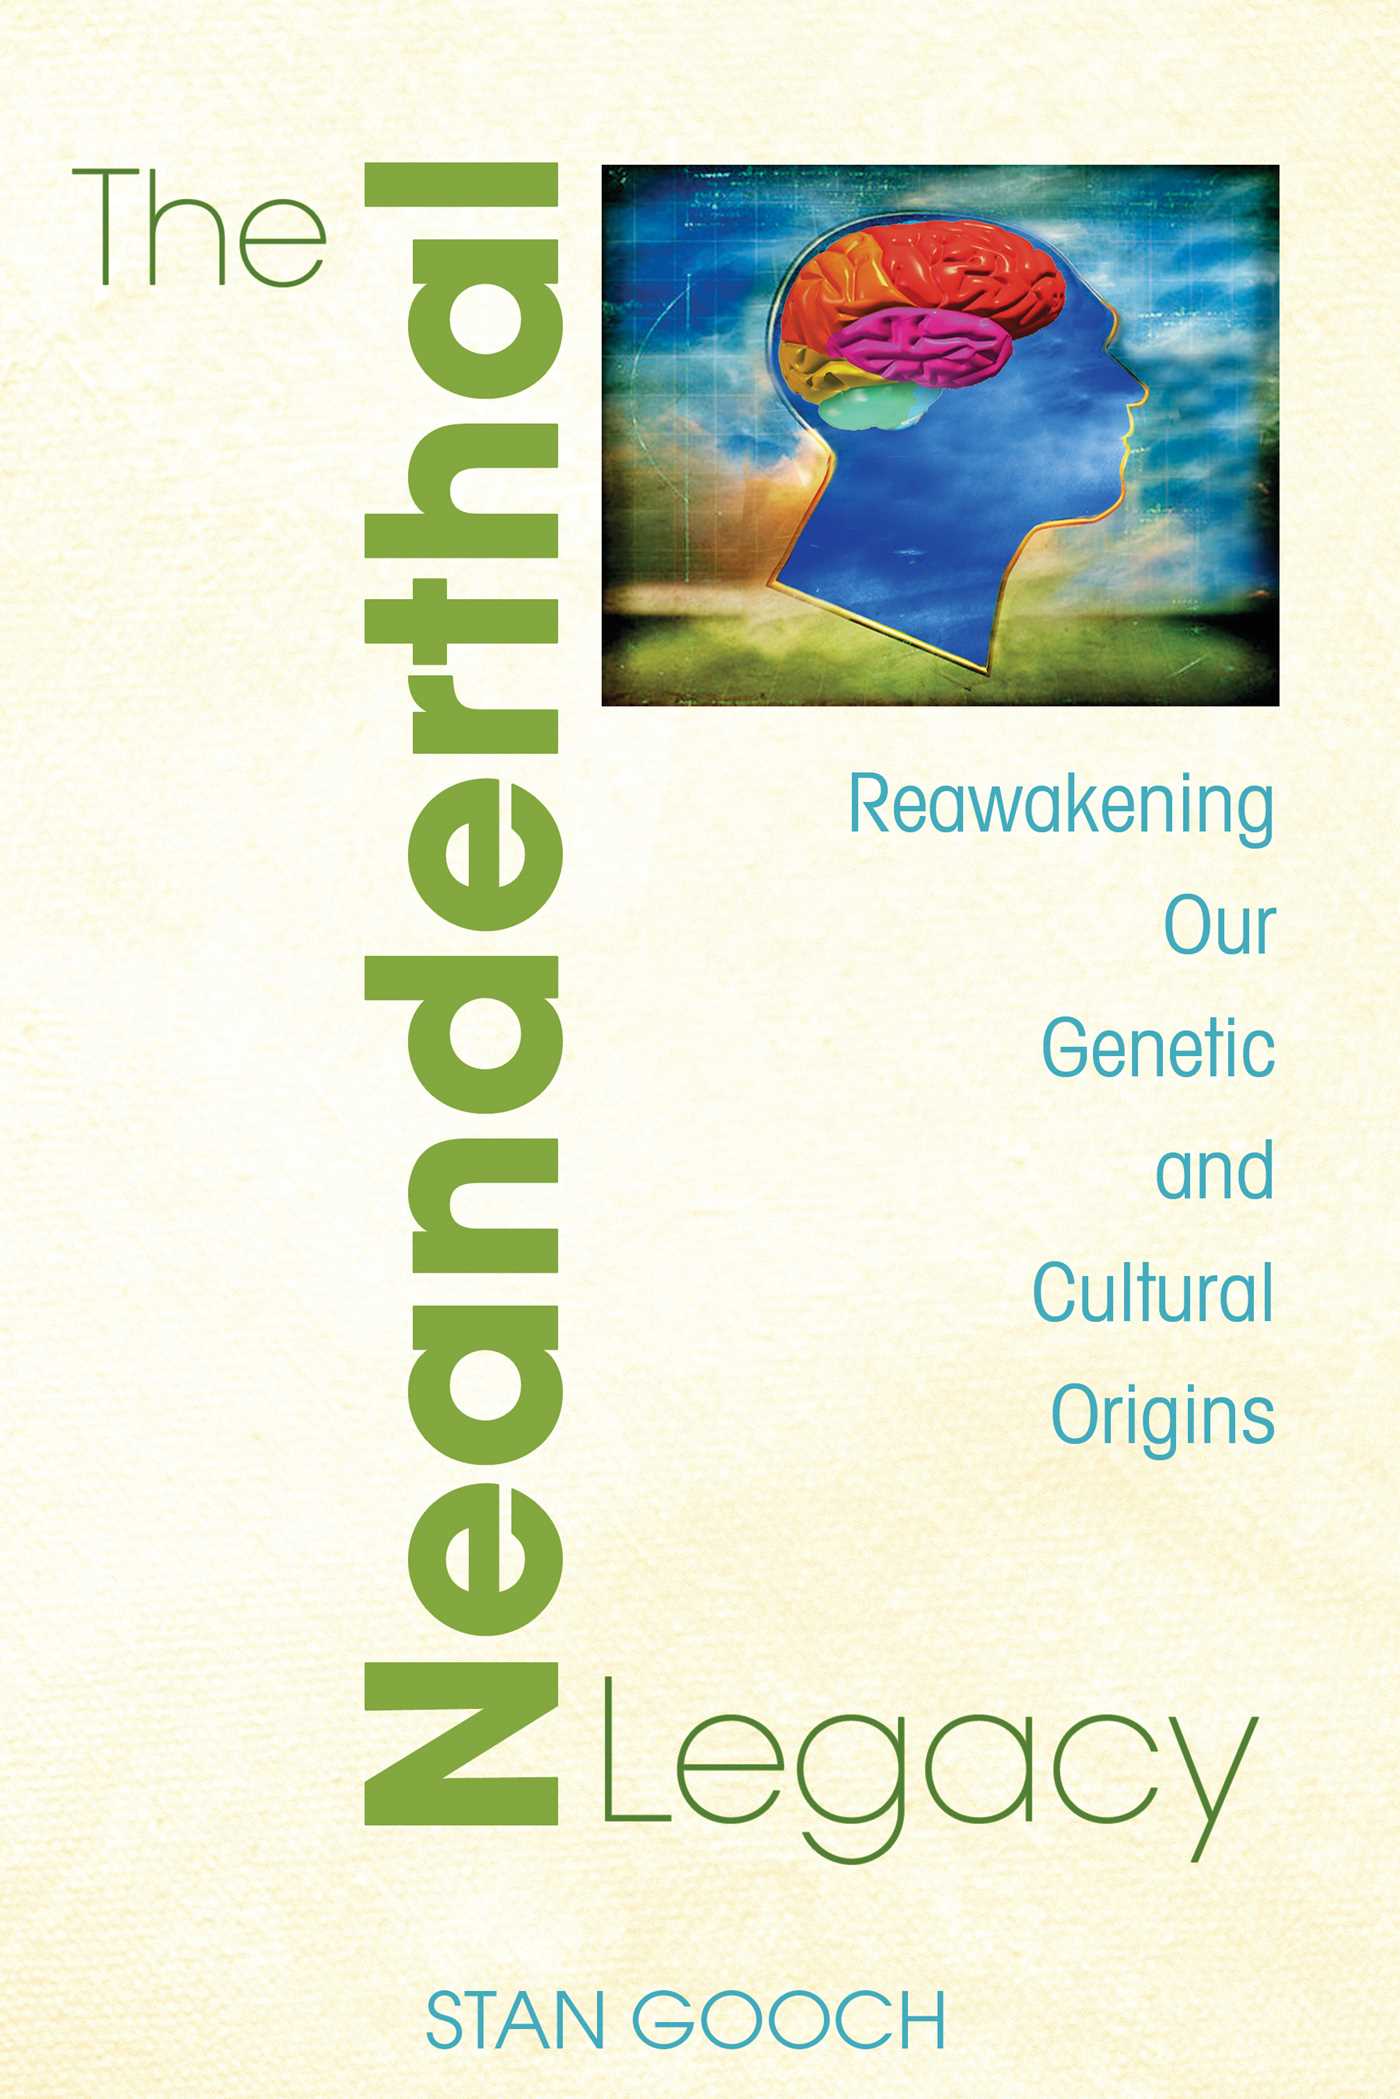 The
Neanderthal
Legacy
Reawakening
Our
Genetic
and
Cultural
Origins
STAN GOOCH